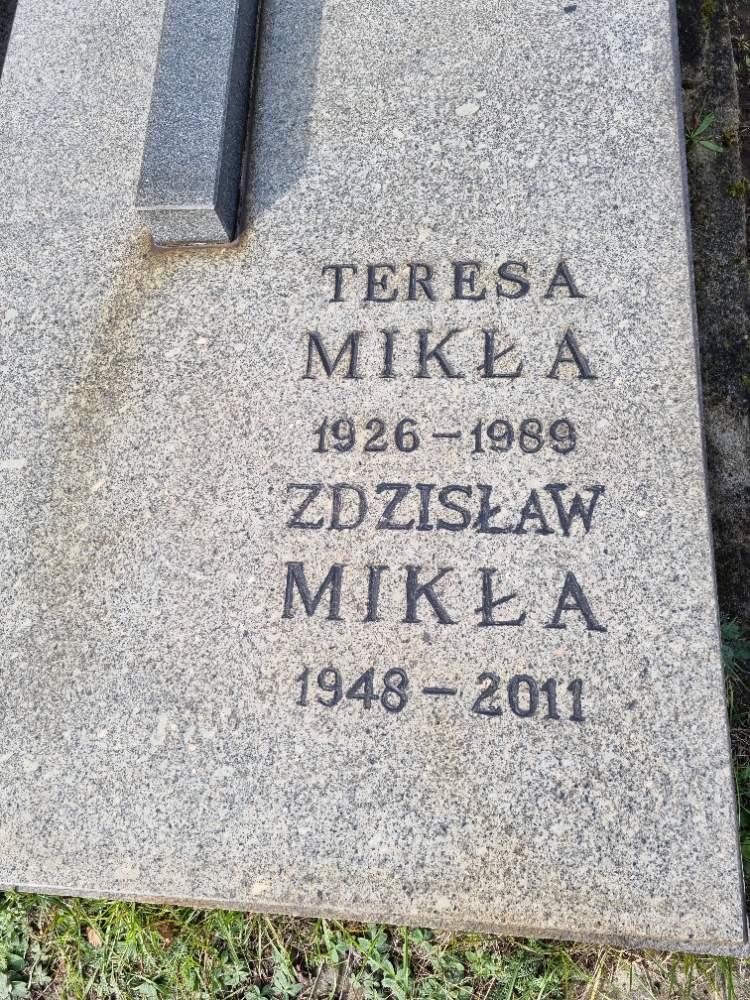 TERESA
MIKŁA
1926-1989
ZDZISŁAW
MIKŁA
1948-2011